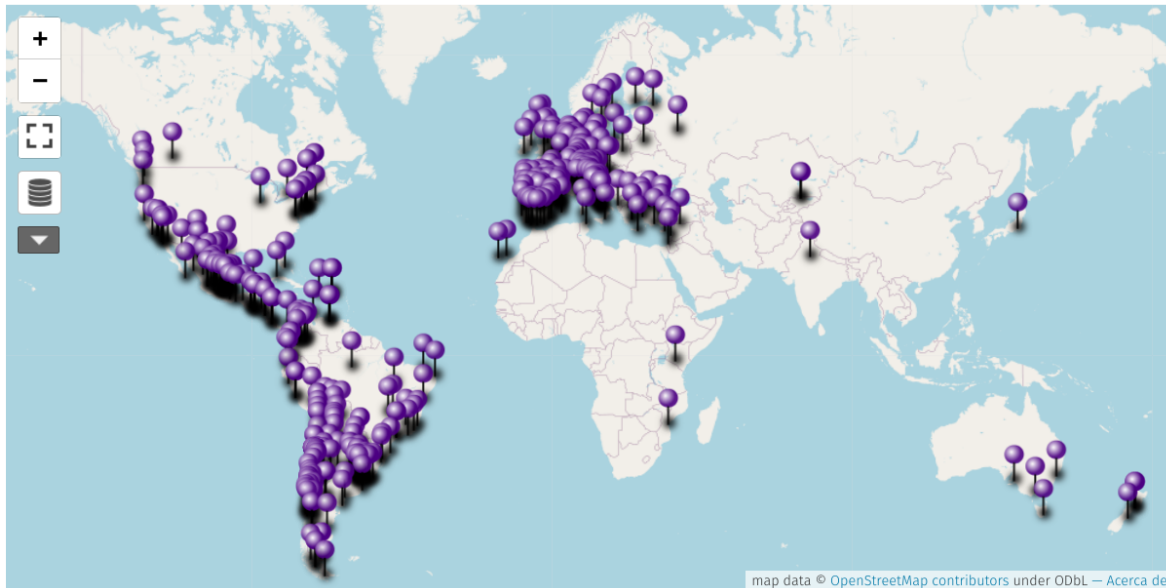 +
−
map data © OpenStreetMap contributors under ODbL — Acerca de